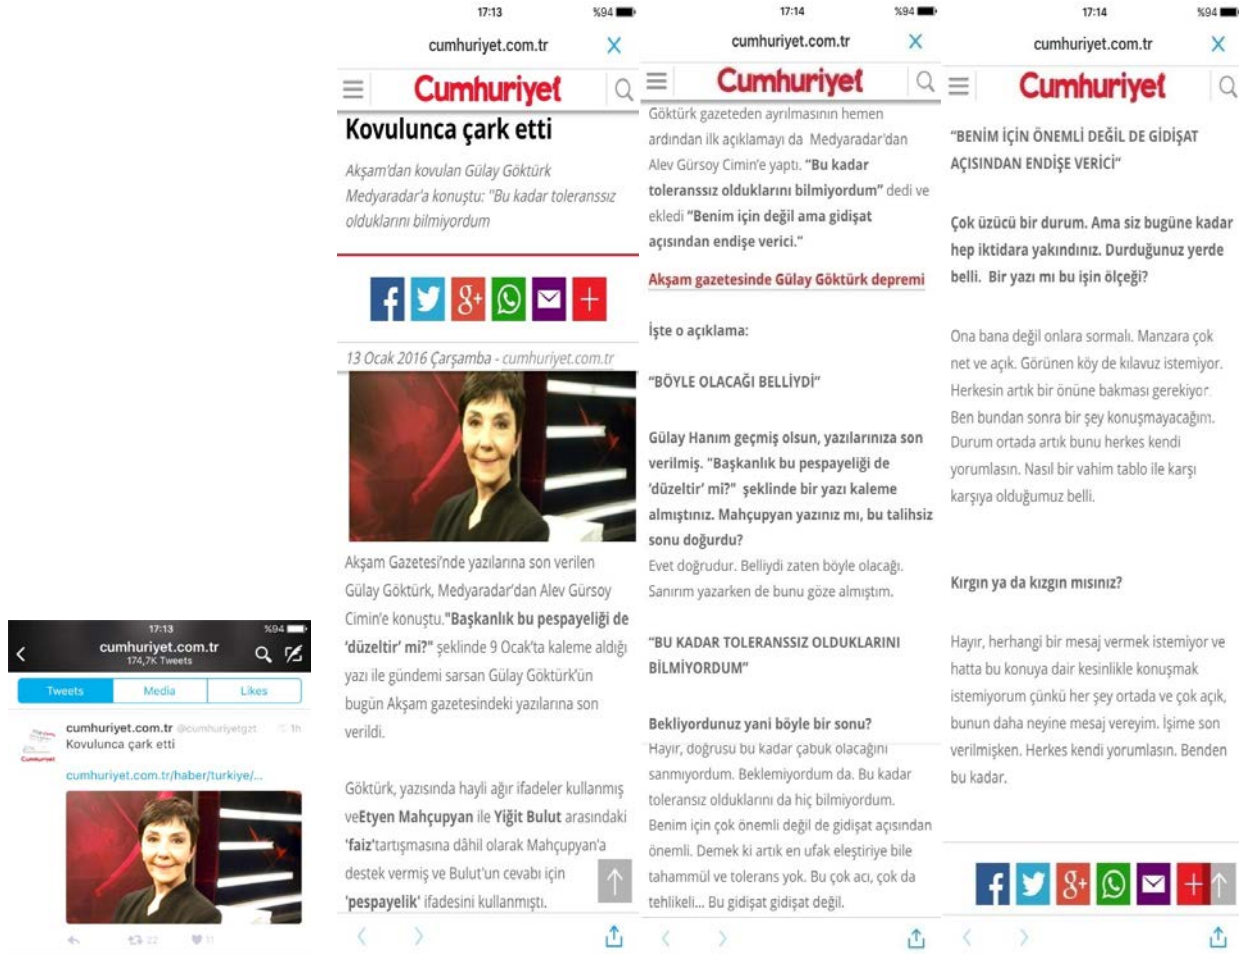 17:13
%94
cumhuriyet.com.tr
174,7K Tweets
Tweets
Media
Likes
cumhuriyet.com.tr @cumhuriyetgzt
1h
Kovulunca çark etti
cumhuriyet.com.tr/haber/turkiye/...
22
11
17:13
%94
cumhuriyet.com.tr
Cumhuriyet
Kovulunca çark etti
Akşam'dan kovulan Gülay Göktürk
Medyaradar'a konuştu: "Bu kadar toleranssız
olduklarını bilmiyordum
13 Ocak 2016 Çarşamba - cumhuriyet.com.tr
Akşam Gazetesi'nde yazılarına son verilen
Gülay Göktürk, Medyaradar'dan Alev Gürsoy
Cimin'e konuştu."Başkanlık bu pespayeliği de
'düzeltir' mi?" şeklinde 9 Ocak'ta kaleme aldığı
yazı ile gündemi sarsan Gülay Göktürk'ün
bugün Akşam gazetesindeki yazılarına son
verildi.
Göktürk, yazısında hayli ağır ifadeler kullanmış
veEtyen Mahçupyan ile Yiğit Bulut arasındaki
'faiz'tartışmasına dâhil olarak Mahçupyan'a
destek vermiş ve Bulut'un cevabı için
'pespayelik' ifadesini kullanmıştı.
17:14
%94
cumhuriyet.com.tr
Cumhuriyet
Göktürk gazeteden ayrılmasının hemen
ardından ilk açıklamayı da Medyaradar'dan
Alev Gürsoy Cimin'e yaptı. "Bu kadar
toleranssız olduklarını bilmiyordum" dedi ve
ekledi "Benim için değil ama gidişat
açısından endişe verici."
Akşam gazetesinde Gülay Göktürk depremi
İşte o açıklama:
"BÖYLE OLACAĞI BELLİYDİ"
Gülay Hanım geçmiş olsun, yazılarınıza son
verilmiş. "Başkanlık bu pespayeliği de
'düzeltir' mi?" şeklinde bir yazı kaleme
almıştınız. Mahçupyan yazınız mı, bu talihsiz
sonu doğurdu?
Evet doğrudur. Belliydi zaten böyle olacağı.
Sanırım yazarken de bunu göze almıştım.
"BU KADAR TOLERANSSIZ OLDUKLARINI
BİLMİYORDUM"
Bekliyordunuz yani böyle bir sonu?
Hayır, doğrusu bu kadar çabuk olacağını
sanmıyordum. Beklemiyordum da. Bu kadar
toleransız olduklarını da hiç bilmiyordum.
Benim için çok önemli değil de gidişat açısından
önemli. Demek ki artık en ufak eleştiriye bile
tahammül ve tolerans yok. Bu çok acı, çok da
tehlikeli... Bu gidişat gidişat değil.
17:14
%94
cumhuriyet.com.tr
Cumhuriyet
"BENİM İÇİN ÖNEMLİ DEĞİL DE GİDİŞAT
AÇISINDAN ENDİŞE VERİCİ"
Çok üzücü bir durum. Ama siz bugüne kadar
hep iktidara yakındınız. Durduğunuz yerde
belli. Bir yazı mı bu işin ölçeği?
Ona bana değil onlara sormalı. Manzara çok
net ve açık. Görünen köy de kılavuz istemiyor.
Herkesin artık bir önüne bakması gerekiyor.
Ben bundan sonra bir şey konuşmayacağım.
Durum ortada artık bunu herkes kendi
yorumlasın. Nasıl bir vahim tablo ile karşı
karşıya olduğumuz belli.
Kırgın ya da kızgın mısınız?
Hayır, herhangi bir mesaj vermek istemiyor ve
hatta bu konuya dair kesinlikle konuşmak
istemiyorum çünkü her şey ortada ve çok açık,
bunun daha neyine mesaj vereyim. İşime son
verilmişken. Herkes kendi yorumlasın. Benden
bu kadar.